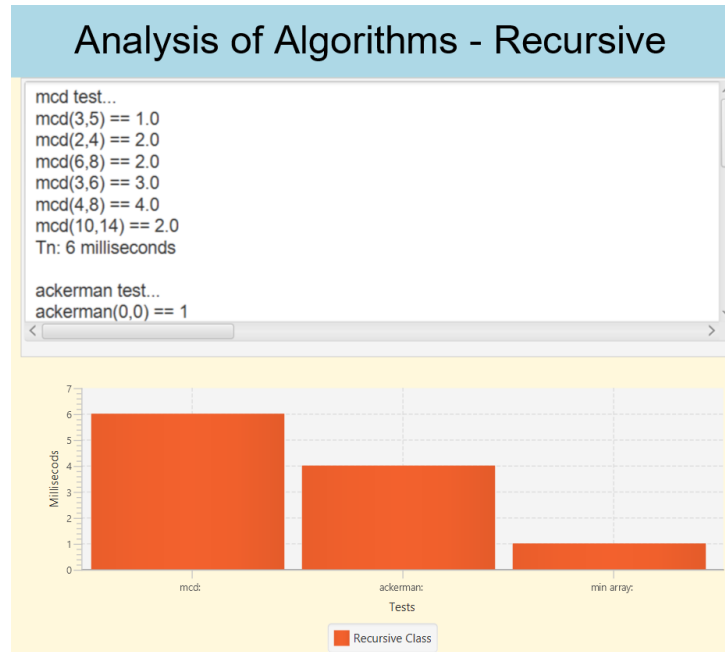 Analysis of Algorithms - Recursive
mcd test...
mcd(3,5) == 1.0
mcd(2,4) == 2.0
mcd(6,8) == 2.0
mcd(3,6) == 3.0
mcd(4,8) == 4.0
mcd(10,14) == 2.0
Tn: 6 milliseconds
ackerman test...
ackerman(0,0) == 1
7
6
5
4
3
2
1
0
Millisecods
mcd:
ackerman:
min array:
Tests
Recursive Class